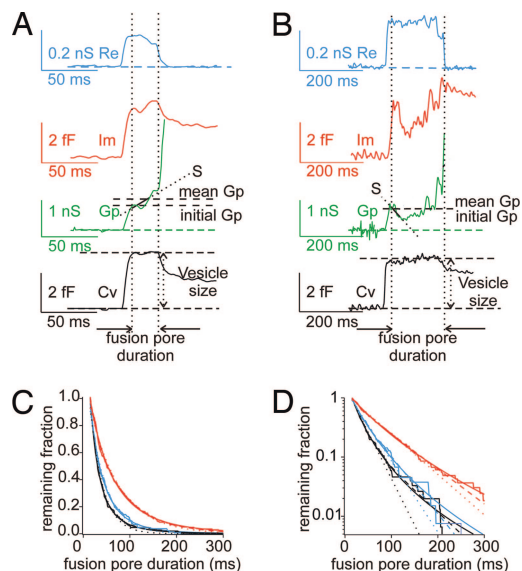 A
0.2 nS Re
50 ms
2 fF Im
50 ms
S
mean Gp
initial Gp
1 nS Gp
50 ms
2 fF Cv
Vesicle
size
50 ms
fusion pore
duration
B
0.2 nS Re
200 ms
2 fF Im
200 ms
S
mean Gp
initial Gp
1 nS Gp
200 ms
2 fF Cv
Vesicle
size
200 ms
fusion pore
duration
C
remaining fraction
1.0
0.8
0.6
0.4
0.2
0.0
100
200
300
fusion pore duration (ms)
D
remaining fraction
1
0.1
0.01
0
100
200
300
fusion pore duration (ms)